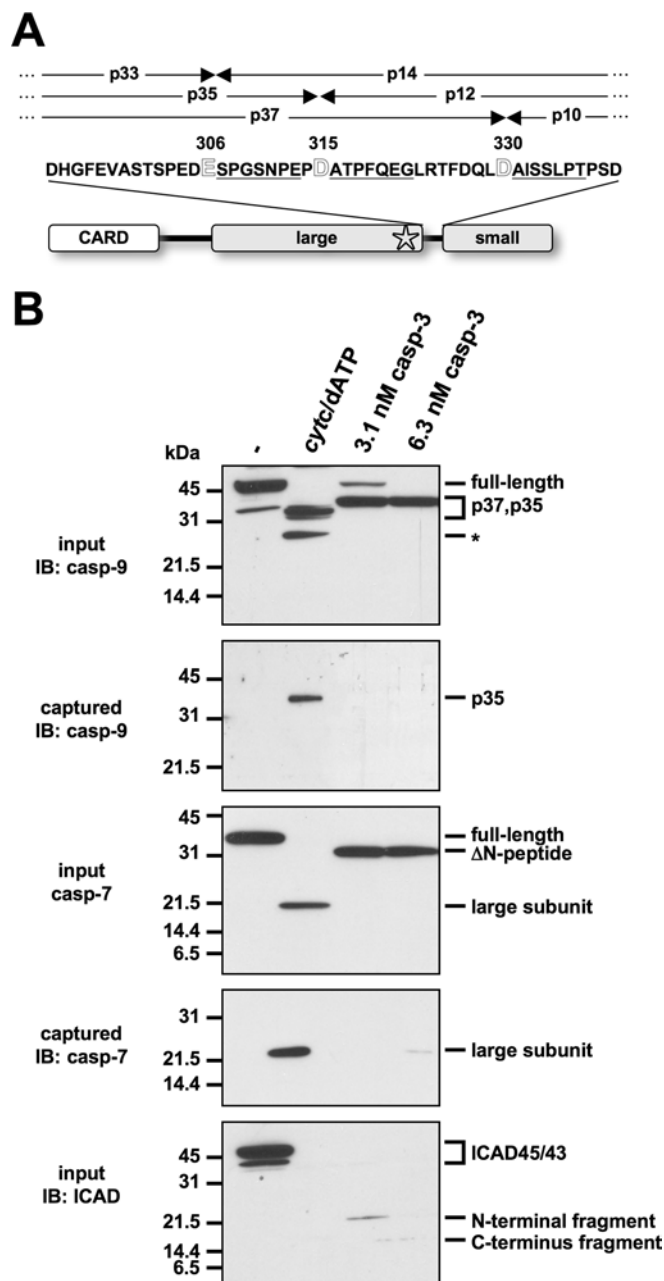 A
... p33 p14 ...
... p35 p12 ...
... p37 p10 ...
306 315 330
DHGFEVASTSPEDESPGSNPEPDATPFQEGLRTFDQLDAISSLPTPSD
CARD large small
B
- cytc/dATP 3.1 nM casp-3 6.3 nM casp-3
kDa
input
IB: casp-9
45
31
21.5
14.4
full-length
p37,p35
*
captured
IB: casp-9
45
31
21.5
p35
input
casp-7
45
31
21.5
14.4
6.5
full-length
ΔN-peptide
large subunit
captured
IB: casp-7
31
21.5
14.4
large subunit
input
IB: ICAD
45
31
21.5
14.4
6.5
ICAD45/43
N-terminal fragment
C-terminus fragment